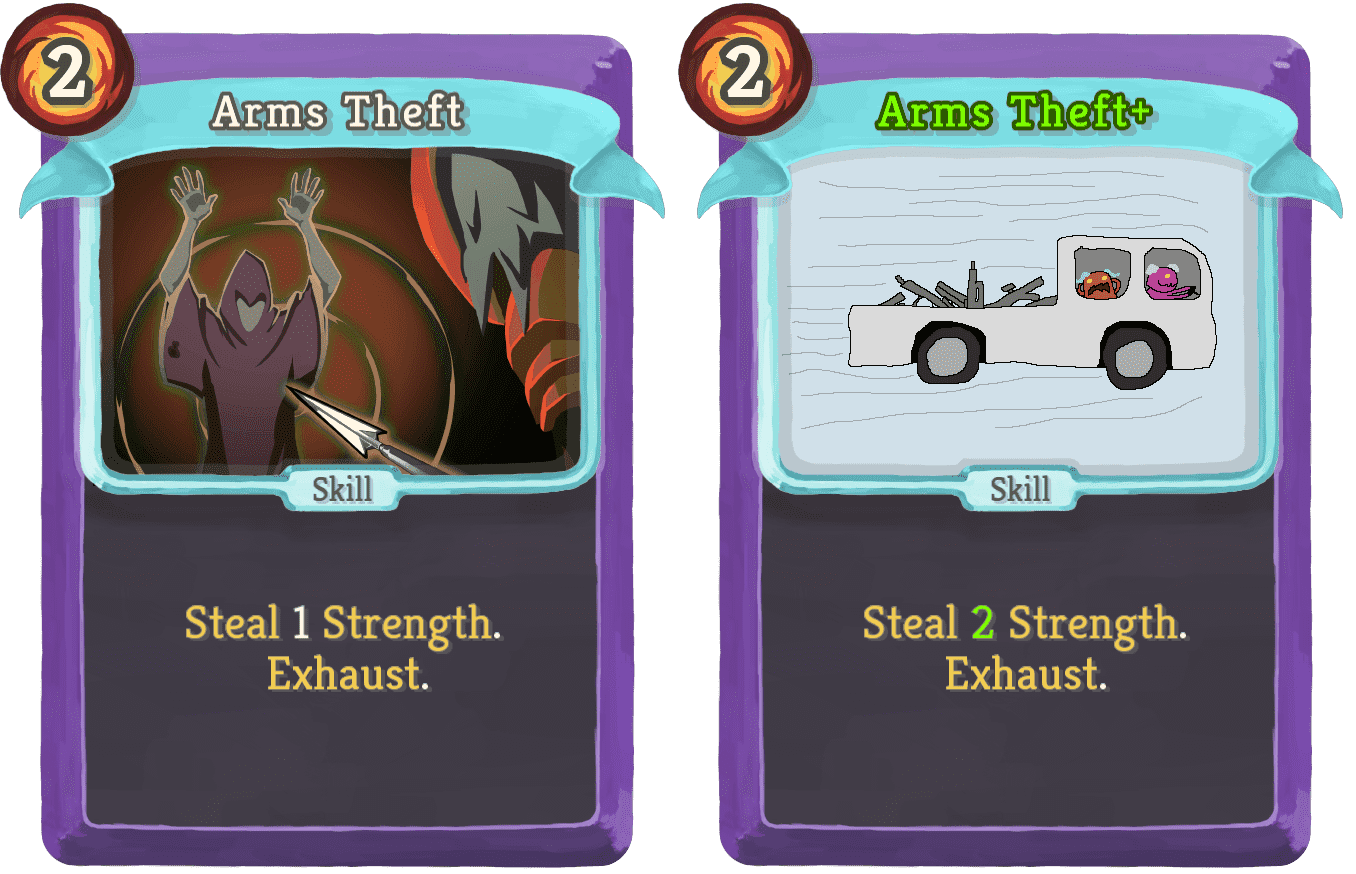 2
Arms Theft
Skill
Steal 1 Strength.
Exhaust.
2
Arms Theft+
Skill
Steal 2 Strength.
Exhaust.